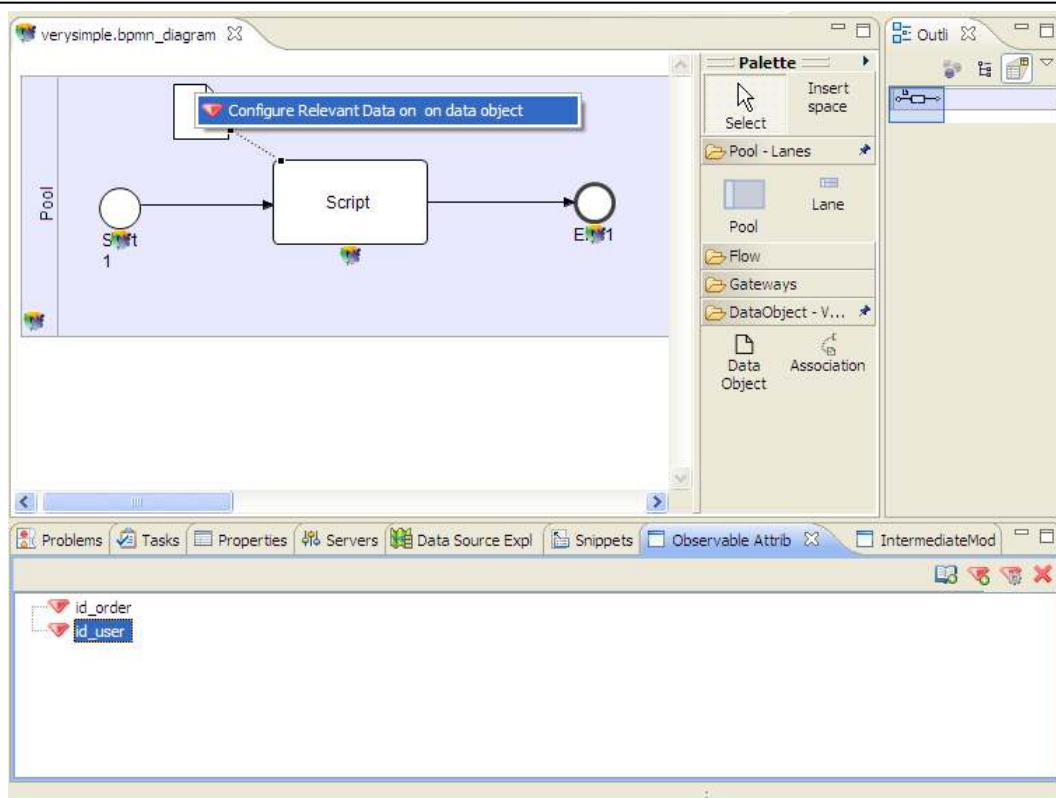 verysimple.bpmn_diagram
Configure Relevant Data on on data object
Pool
1
Script
Palette
Select
Insert
space
Pool - Lanes
Pool
Lane
Flow
Gateways
DataObject - V...
Data
Object
Association
Outli
Problems
Tasks
Properties
Servers
Data Source Expl
Snippets
Observable Attrib
IntermediateMod
id_order
id_user